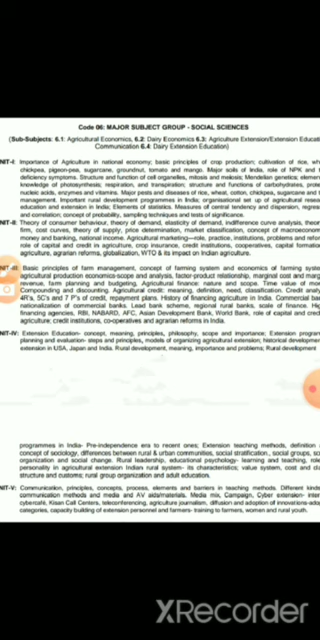 Code 06: MAJOR SUBJECT GROUP - SOCIAL SCIENCES
(Sub-Subjects: 6.1: Agricultural Economics, 6.2: Dairy Economics 6.3: Agriculture Extension/Extension Educati
Communication 6.4: Dairy Extension Education)
NIT-I: Importance of Agriculture in national economy; basic principles of crop production; cultivation of rice, wh
chickpea, pigeon-pea, sugarcane, groundnut, tomato and mango. Major soils of India, role of NPK and t
deficiency symptoms. Structure and function of cell organelles, mitosis and meiosis; Mendelian genetics; elemen
knowledge of photosynthesis; respiration, and transpiration; structure and functions of carbohydrates, prote
nucleic acids, enzymes and vitamins. Major pests and diseases of rice, wheat, cotton, chickpea, sugarcane and t
management. Important rural development programmes in India; organisational set up of agricultural resea
education and extension in India; Elements of statistics. Measures of central tendency and dispersion, regress
and correlation; concept of probability, sampling techniques and tests of significance.
NIT-II: Theory of consumer behaviour, theory of demand, elasticity of demand, indifference curve analysis, theor
firm, cost curves, theory of supply, price determination, market classification, concept of macroeconom
money and banking, national income. Agricultural marketing—role, practice, institutions, problems and refor
role of capital and credit in agriculture, crop insurance, credit institutions, cooperatives, capital format
agriculture, agrarian reforms, globalization, WTO & its impact on Indian agriculture.
NIT-III: Basic principles of farm management, concept of farming system and economics of farming syste
agricultural production economics-scope and analysis, factor-product relationship, marginal cost and marg
revenue, farm planning and budgeting, Agricultural finance: nature and scope. Time value of mon
Compounding and discounting. Agricultural credit: meaning, definition, need, classification. Credit analy
4R's, 5C's and 7 P's of credit, repayment plans. History of financing agriculture in India. Commercial ban
nationalization of commercial banks. Lead bank scheme, regional rural banks, scale of finance. Hig
financing agencies, RBI, NABARD, AFC, Asian Development Bank, World Bank, role of capital and cred
agriculture; credit institutions, co-operatives and agrarian reforms in India.
NIT-IV: Extension Education- concept, meaning, principles, philosophy, scope and importance; Extension program
planning and evaluation- steps and principles, models of organizing agricultural extension; historical developmen
extension in USA, Japan and India. Rural development, meaning, importance and problems; Rural development
programmes in India- Pre-independence era to recent ones; Extension teaching methods, definition
concept of sociology, differences between rural & urban communities, social stratification., social groups, so
organization and social change. Rural leadership, educational psychology- learning and teaching, role
personality in agricultural extension Indian rural system- its characteristics; value system, cost and cla
structure and customs; rural group organization and adult education.
NIT-V: Communication, principles, concepts, process, elements and barriers in teaching methods. Different kinds
communication methods and media and AV aids/materials. Media mix, Campaign, Cyber extension- inter
cybercafé, Kisan Call Centers, teleconferencing, agriculture journalism, diffusion and adoption of innovations-adop
categories, capacity building of extension personnel and farmers- training to farmers, women and rural youth.
XRecorder